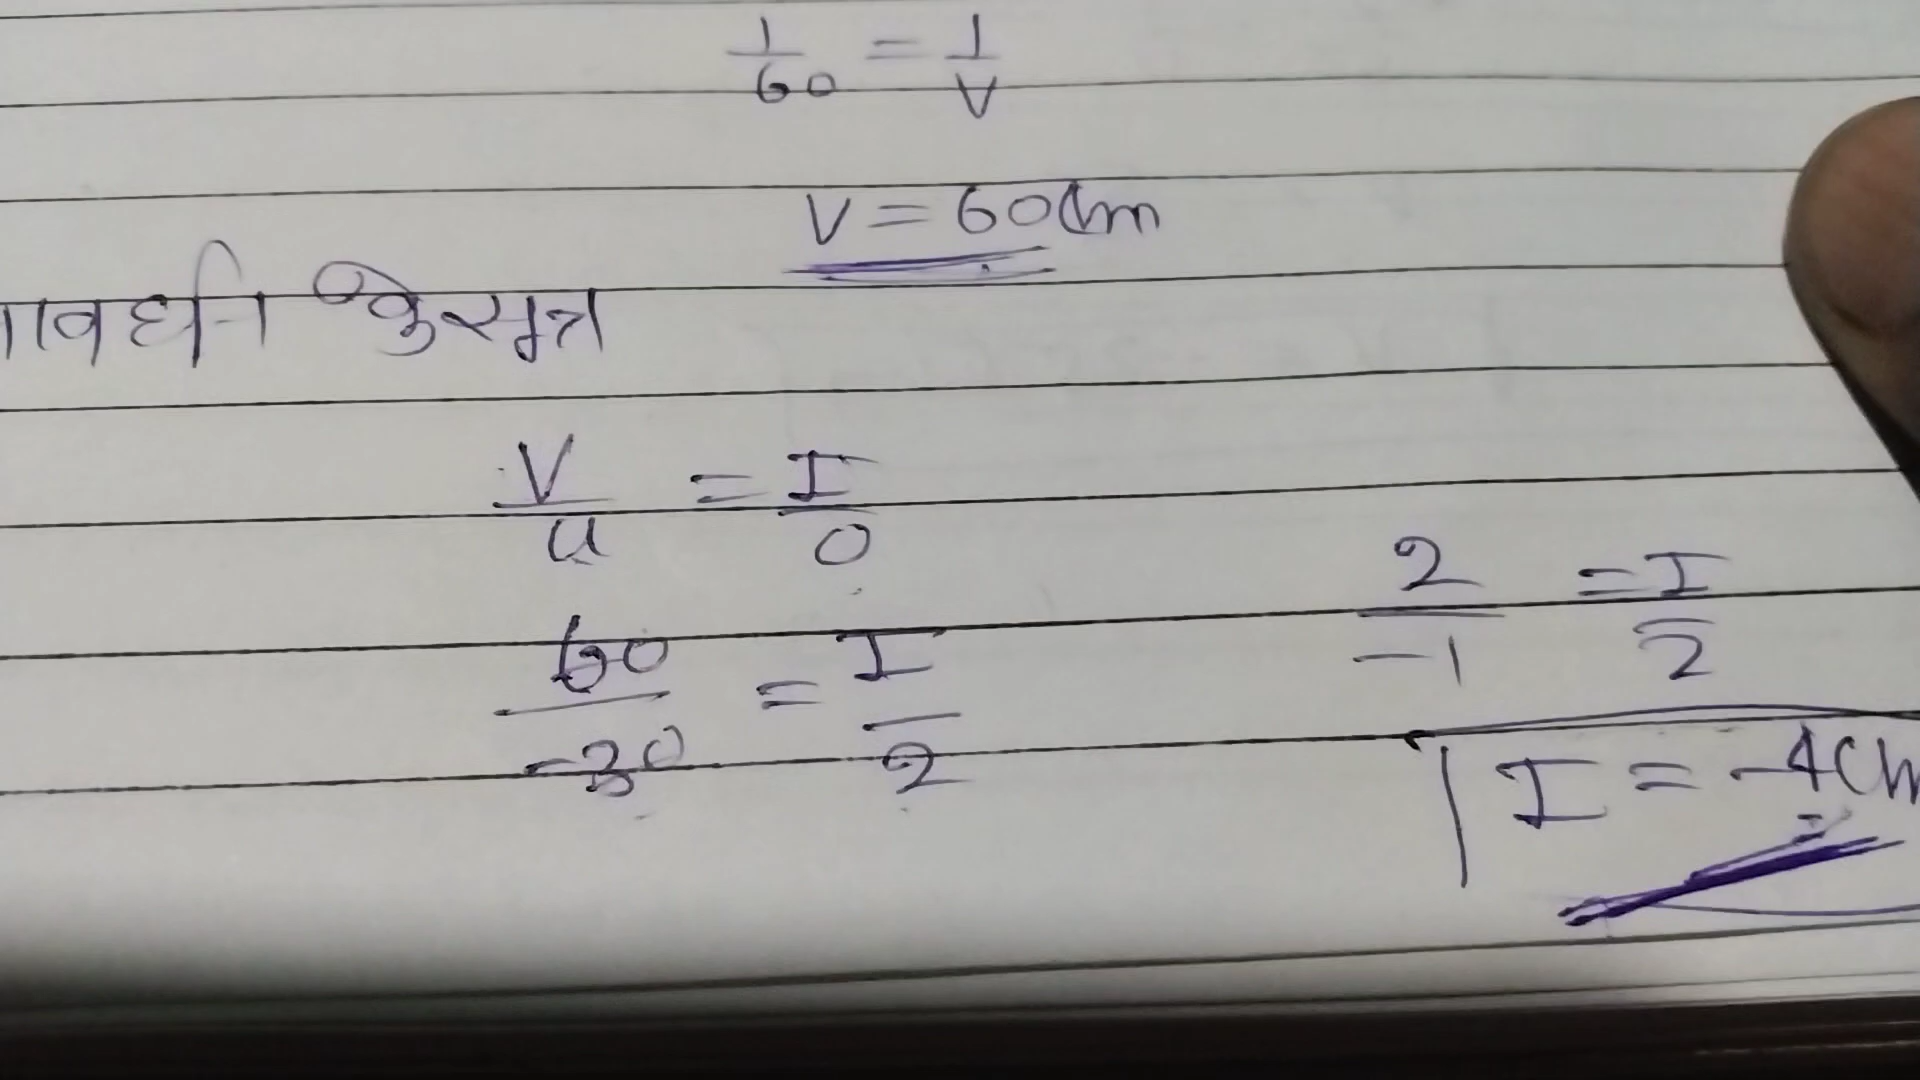 1/60 = 1/V
V = 60cm
आवर्धन के सूत्र
V/u = I/O
60/-30 = I/2
2/-1 = I/2
I = -4cm